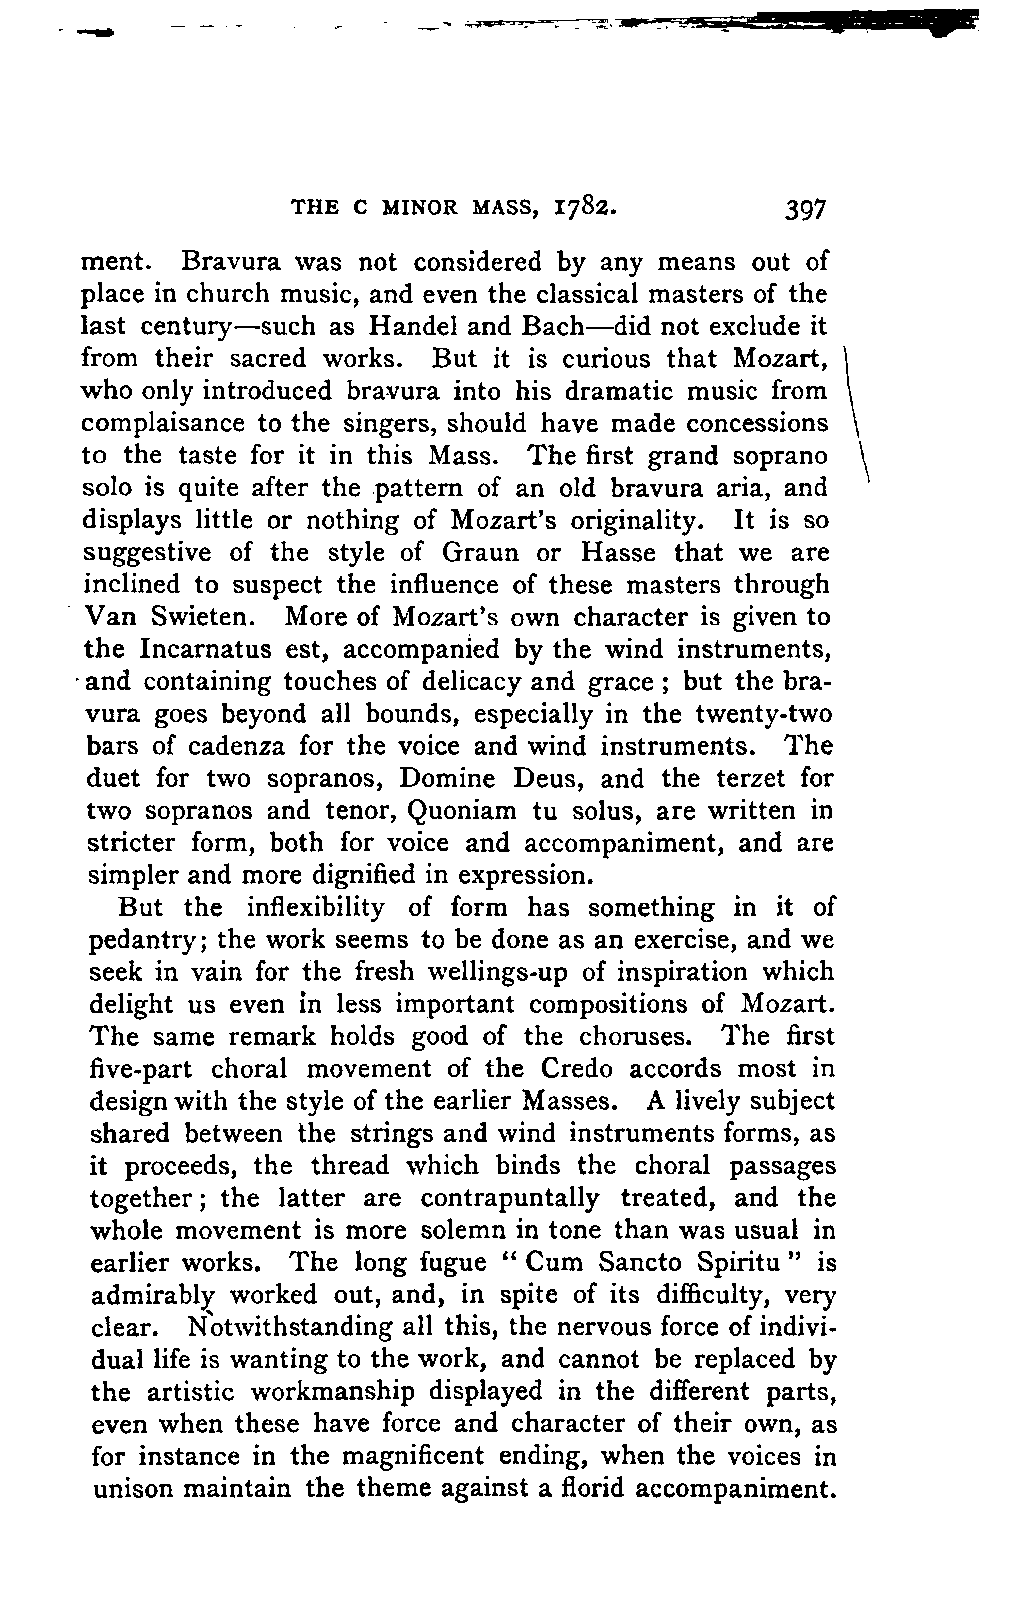 THE C MINOR MASS, 1782. 397
ment. Bravura was not considered by any means out of
place in church music, and even the classical masters of the
last century—such as Handel and Bach—did not exclude it
from their sacred works. But it is curious that Mozart,
who only introduced bravura into his dramatic music from
complaisance to the singers, should have made concessions
to the taste for it in this Mass. The first grand soprano
solo is quite after the pattern of an old bravura aria, and
displays little or nothing of Mozart's originality. It is so
suggestive of the style of Graun or Hasse that we are
inclined to suspect the influence of these masters through
Van Swieten. More of Mozart's own character is given to
the Incarnatus est, accompanied by the wind instruments,
and containing touches of delicacy and grace; but the bra-
vura goes beyond all bounds, especially in the twenty-two
bars of cadenza for the voice and wind instruments. The
duet for two sopranos, Domine Deus, and the terzet for
two sopranos and tenor, Quoniam tu solus, are written in
stricter form, both for voice and accompaniment, and are
simpler and more dignified in expression.
But the inflexibility of form has something in it of
pedantry; the work seems to be done as an exercise, and we
seek in vain for the fresh wellings-up of inspiration which
delight us even in less important compositions of Mozart.
The same remark holds good of the choruses. The first
five-part choral movement of the Credo accords most in
design with the style of the earlier Masses. A lively subject
shared between the strings and wind instruments forms, as
it proceeds, the thread which binds the choral passages
together; the latter are contrapuntally treated, and the
whole movement is more solemn in tone than was usual in
earlier works. The long fugue "Cum Sancto Spiritu" is
admirably worked out, and, in spite of its difficulty, very
clear. Notwithstanding all this, the nervous force of indivi-
dual life is wanting to the work, and cannot be replaced by
the artistic workmanship displayed in the different parts,
even when these have force and character of their own, as
for instance in the magnificent ending, when the voices in
unison maintain the theme against a florid accompaniment.